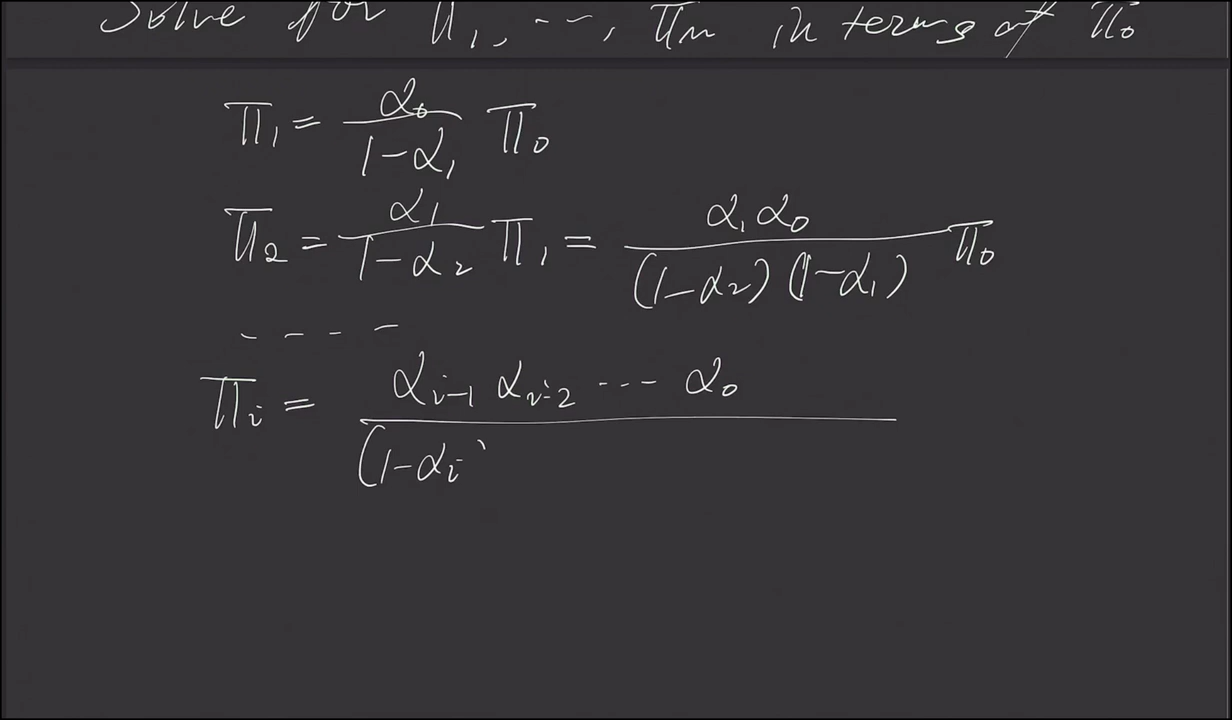 Solve for π₁, ---, πₙ in terms of π₀
π₁ = α₀/(1-α₁) π₀
π₂ = α₁/(1-α₂) π₁ = α₁α₀/((1-α₂)(1-α₁)) π₀
- - - -
πᵢ = αᵢ₋₁ αᵢ₋₂ --- α₀/(1-αᵢ